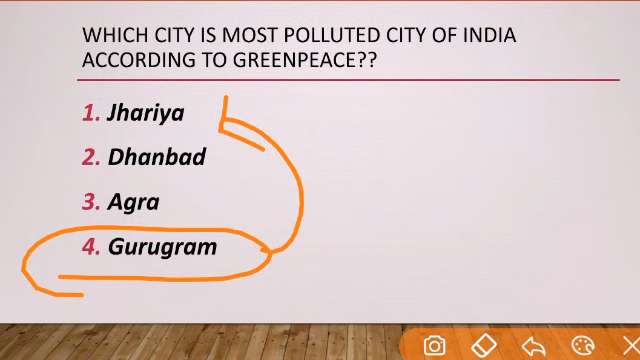 WHICH CITY IS MOST POLLUTED CITY OF INDIA
ACCORDING TO GREENPEACE??
1. Jhariya
2. Dhanbad
3. Agra
4. Gurugram